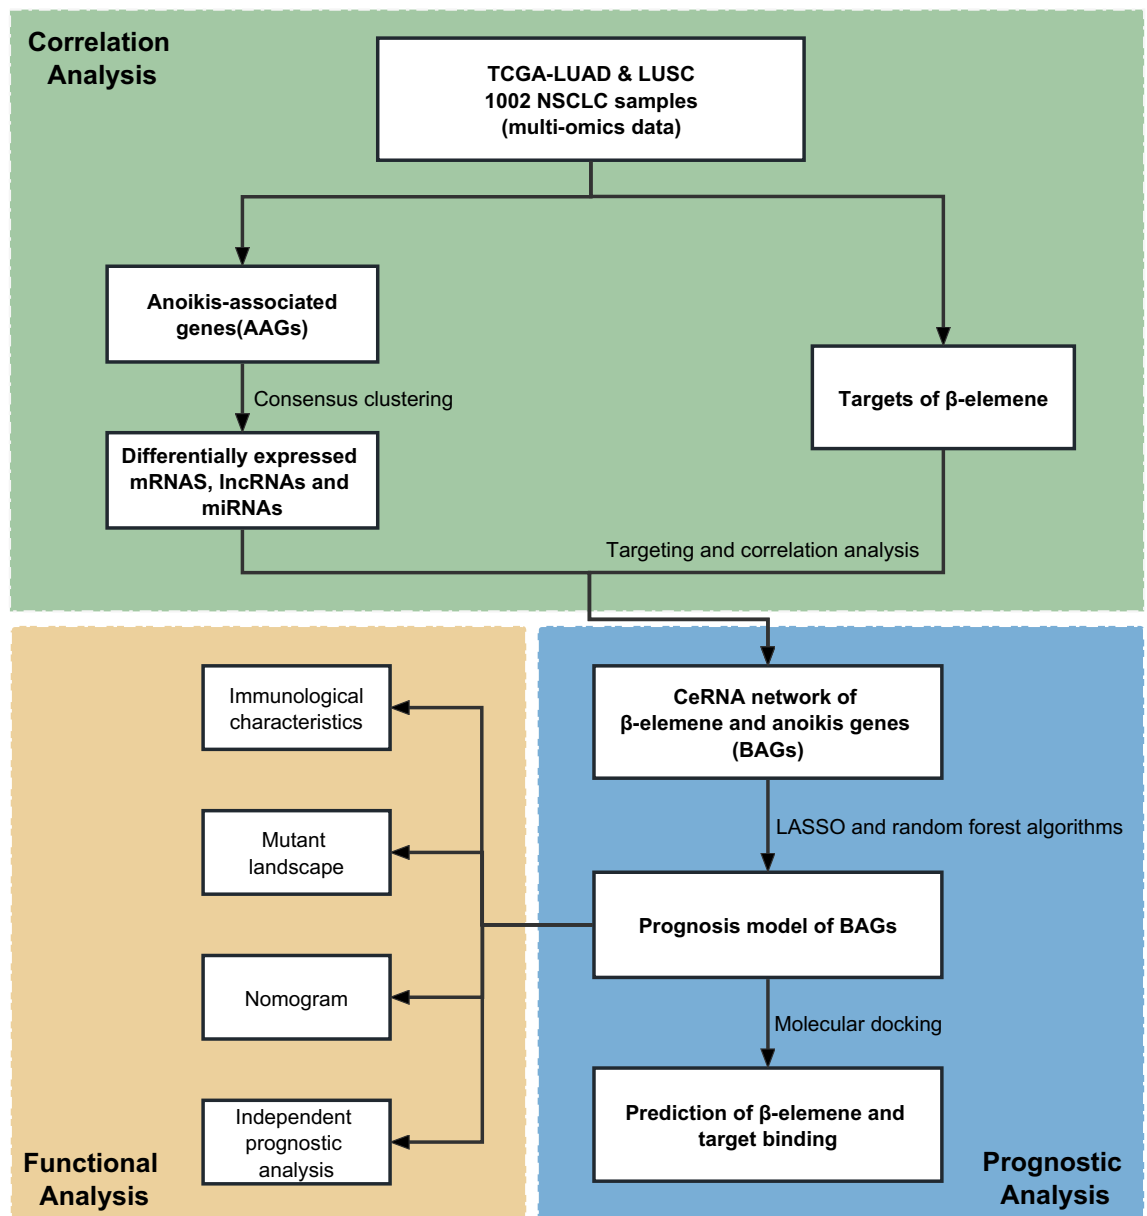 Correlation
Analysis
TCGA-LUAD & LUSC
1002 NSCLC samples
(multi-omics data)
Anoikis-associated
genes(AAGs)
Consensus clustering
Targets of β-elemene
Differentially expressed
mRNAS, lncRNAs and
miRNAs
Targeting and correlation analysis
CeRNA network of
β-elemene and anoikis genes
(BAGs)
LASSO and random forest algorithms
Prognosis model of BAGs
Molecular docking
Prediction of β-elemene and
target binding
Prognostic
Analysis
Immunological
characteristics
Mutant
landscape
Nomogram
Independent
prognostic
analysis
Functional
Analysis